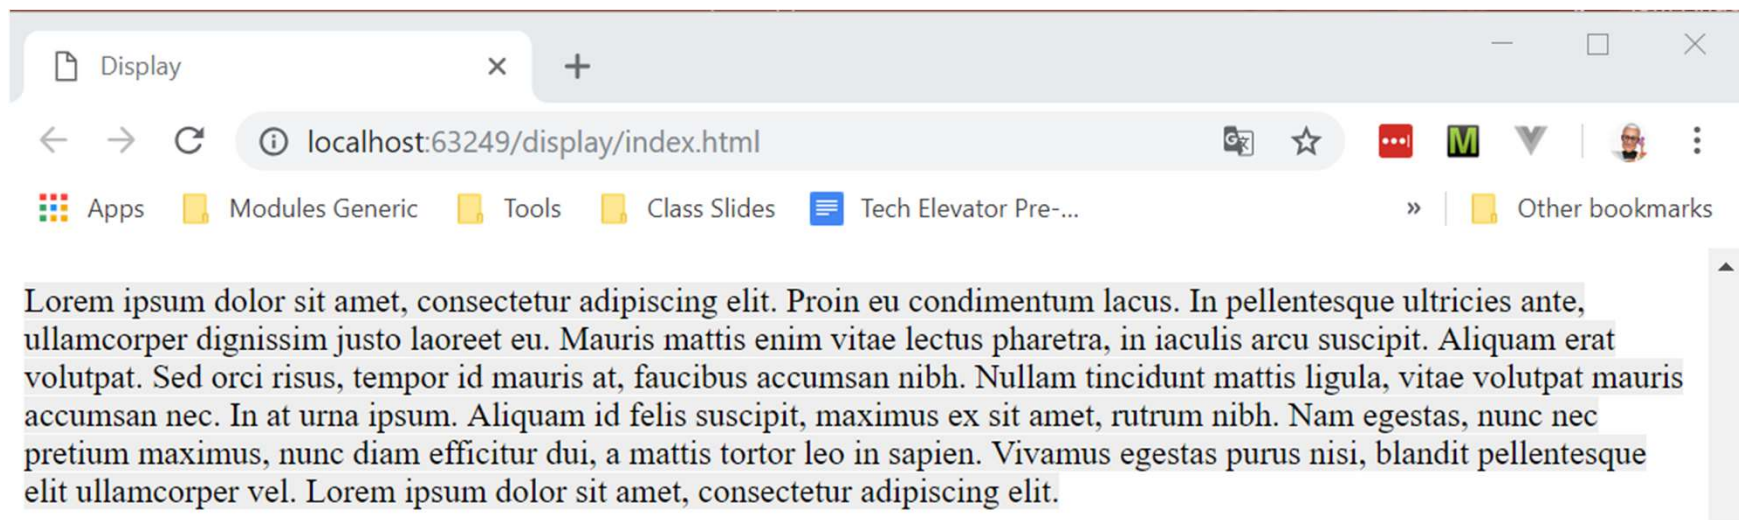 Display
localhost:63249/display/index.html
Apps Modules Generic Tools Class Slides Tech Elevator Pre-... » Other bookmarks
Lorem ipsum dolor sit amet, consectetur adipiscing elit. Proin eu condimentum lacus. In pellentesque ultricies ante,
ullamcorper dignissim justo laoreet eu. Mauris mattis enim vitae lectus pharetra, in iaculis arcu suscipit. Aliquam erat
volutpat. Sed orci risus, tempor id mauris at, faucibus accumsan nibh. Nullam tincidunt mattis ligula, vitae volutpat mauris
accumsan nec. In at urna ipsum. Aliquam id felis suscipit, maximus ex sit amet, rutrum nibh. Nam egestas, nunc nec
pretium maximus, nunc diam efficitur dui, a mattis tortor leo in sapien. Vivamus egestas purus nisi, blandit pellentesque
elit ullamcorper vel. Lorem ipsum dolor sit amet, consectetur adipiscing elit.